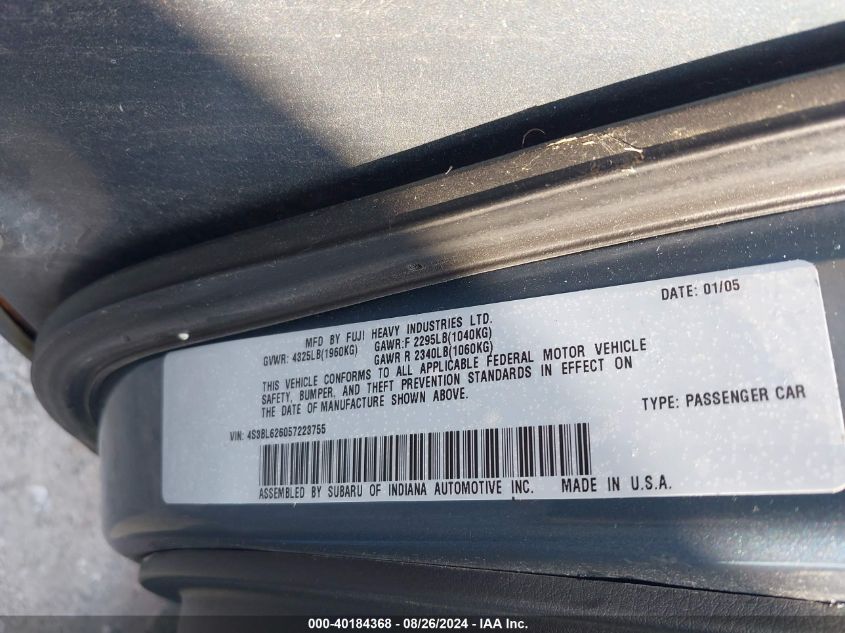 DATE: 01/05
MFD BY FUJI HEAVY INDUSTRIES LTD.
GVWR: 4325LB(1960KG) GAWR:F 2295LB(1040KG)
GAWR R 2340LB(1060KG)
THIS VEHICLE CONFORMS TO ALL APPLICABLE FEDERAL MOTOR VEHICLE
SAFETY, BUMPER, AND THEFT PREVENTION STANDARDS IN EFFECT ON
THE DATE OF MANUFACTURE SHOWN ABOVE.
TYPE: PASSENGER CAR
VIN: 4S3BL626057223755
ASSEMBLED BY SUBARU OF INDIANA AUTOMOTIVE INC. MADE IN U.S.A.
000-40184368 - 08/26/2024 - IAA Inc.